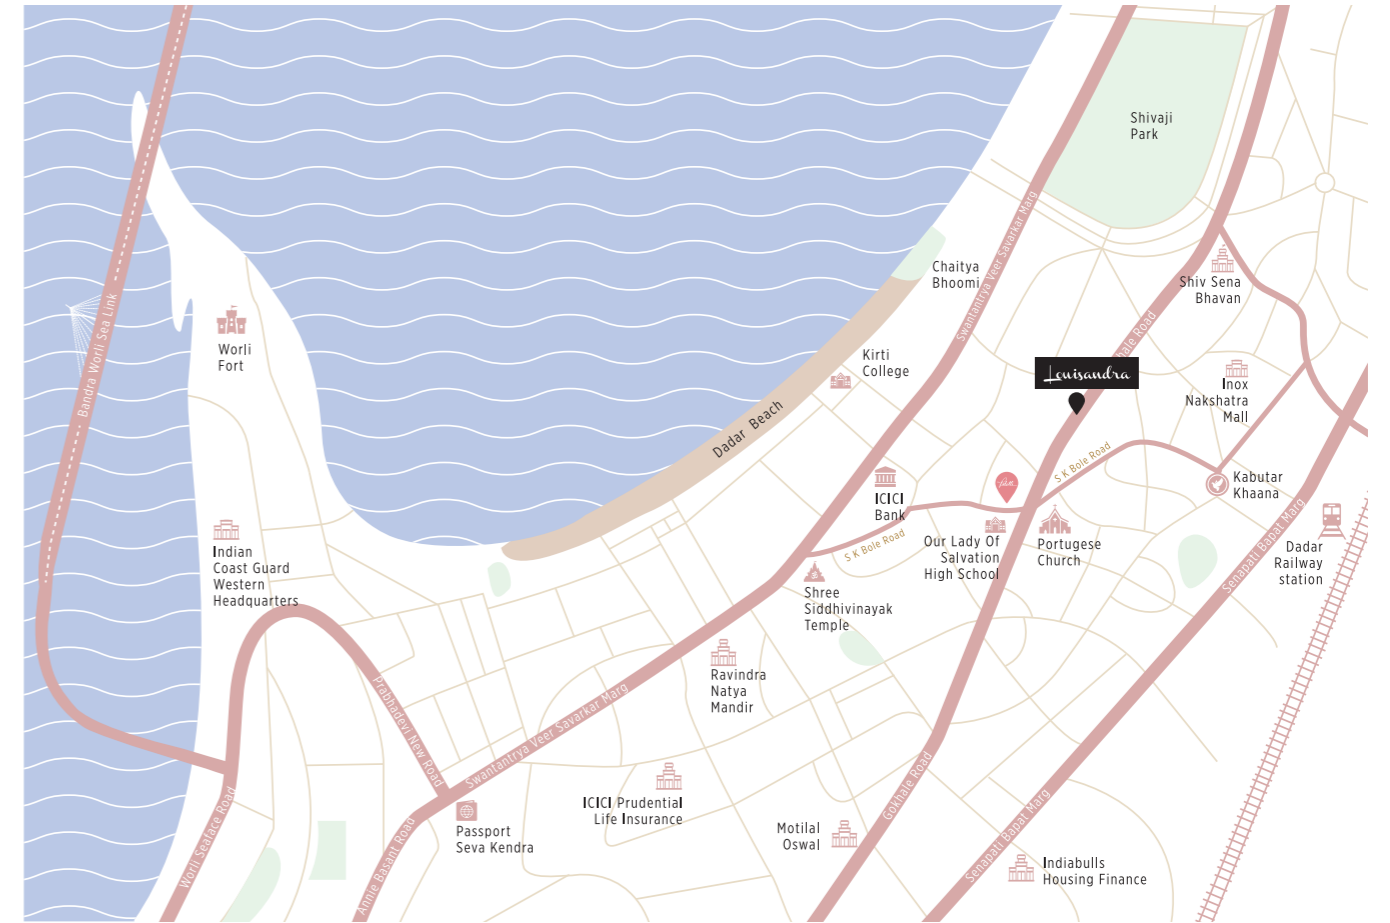 Shivaji
Park
Swantantrya Veer Savarkar Marg
Chaitya
Bhoomi
Shiv Sena
Bhavan
Bandra Worli Sea Link
Worli
Fort
Kirti
College
Louisandra
Inox
Nakshatra
Mall
Dadar Beach
S K Bole Road
Kabutar
Khaana
ICICI
Bank
S K Bole Road
Our Lady Of
Salvation
High School
Portugese
Church
Senapati Bapat Marg
Dadar
Railway
station
Indian
Coast Guard
Western
Headquarters
Shree
Siddhivinayak
Temple
Ravindra
Natya
Mandir
Prabhadevi New Road
Swantantrya Veer Savarkar Marg
ICICI Prudential
Life Insurance
Passport
Seva Kendra
Motilal
Oswal
Gokhale Road
Worli Seaface Road
Annie Basant Road
Senapati Bapat Marg
Indiabulls
Housing Finance